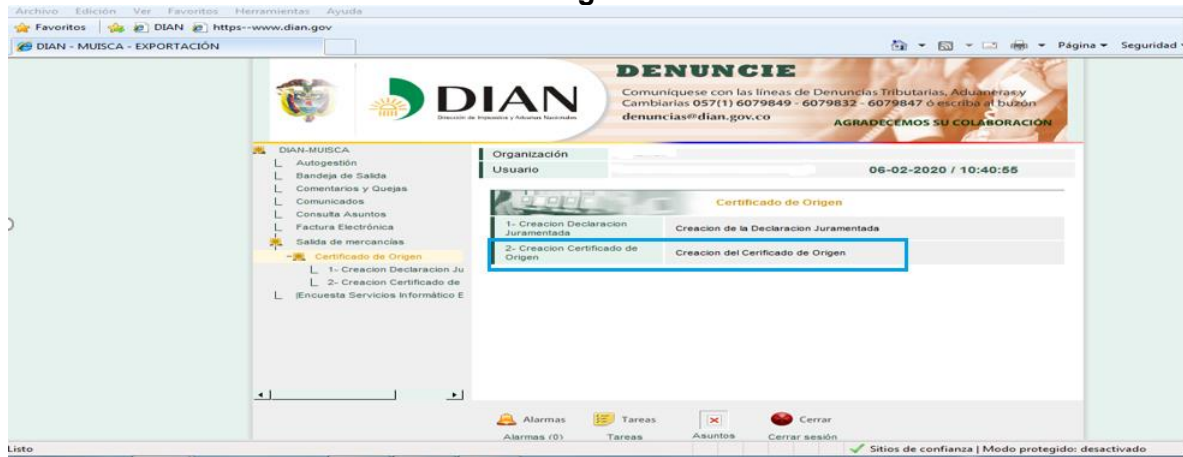 Archivo Edición Ver Favoritos Herramientas Ayuda
Favoritos DIAN https--www.dian.gov
DIAN - MUISCA - EXPORTACIÓN Página Seguridad
DIAN
Dirección de Impuestos y Aduanas Nacionales
DENUNCIE
Comuníquese con las líneas de Denuncias Tributarias, Aduaneras y
Cambiarias 057(1) 6079849 - 6079832 - 6079847 ó escriba al buzón
denuncias@dian.gov.co
AGRADECEMOS SU COLABORACIÓN
DIAN-MUISCA
Autogestión
Bandeja de Salida
Comentarios y Quejas
Comunicados
Consulta Asuntos
Factura Electrónica
Salida de mercancías
Certificado de Origen
1- Creacion Declaracion Ju
2- Creacion Certificado de
|Encuesta Servicios Informático E
Organización
Usuario 06-02-2020 / 10:40:55
Certificado de Origen
1- Creacion Declaracion
Juramentada
Creacion de la Declaracion Juramentada
2- Creacion Certificado de
Origen
Creacion del Cerificado de Origen
Alarmas Tareas Cerrar
Alarmas (0) Tareas Asuntos Cerrar sesión
Listo Sitios de confianza | Modo protegido: desactivado